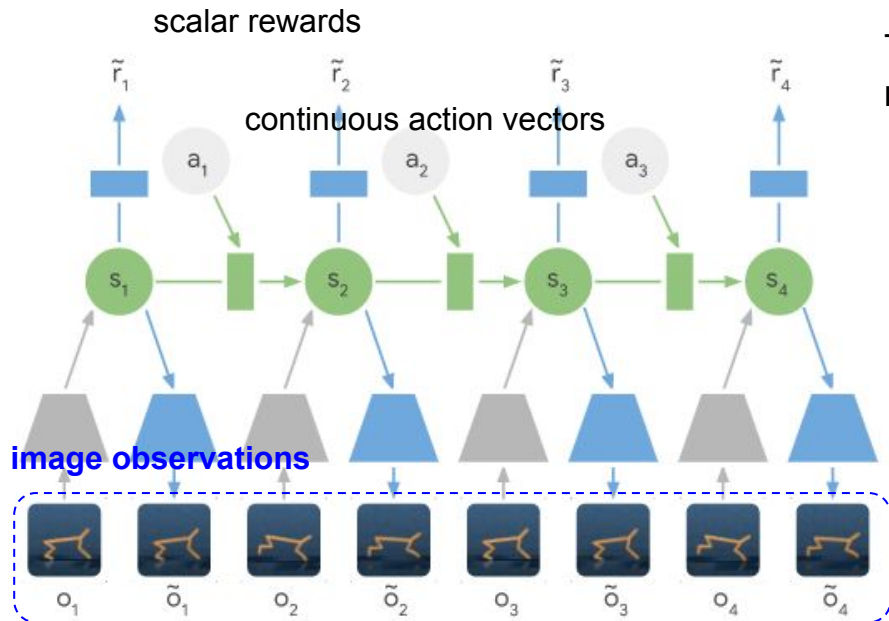 scalar rewards
r̃₁ r̃₂ r̃₃ r̃₄
continuous action vectors
a₁ a₂ a₃
s₁ s₂ s₃ s₄
image observations
o₁ õ₁ o₂ õ₂ o₃ õ₃ o₄ õ₄